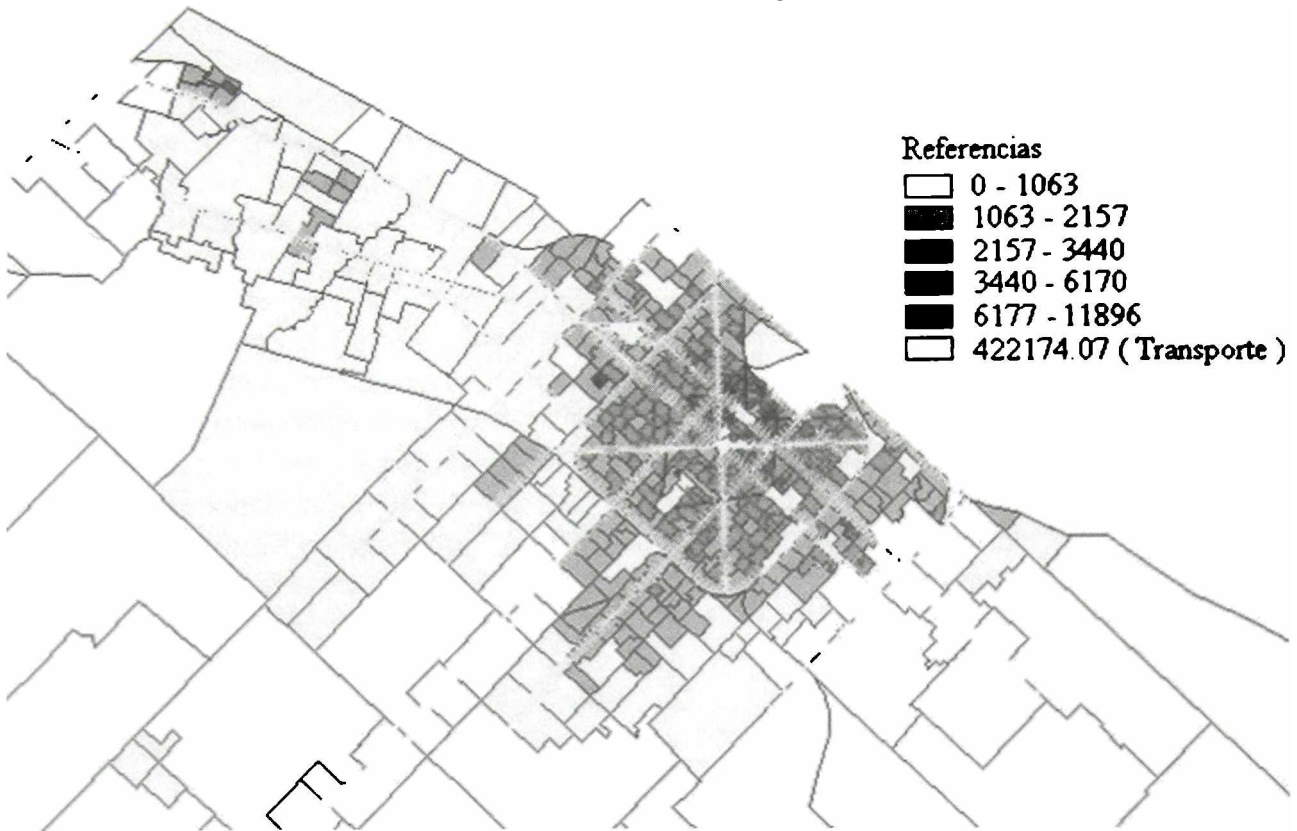 Referencias
0 - 1063
1063 - 2157
2157 - 3440
3440 - 6170
6177 - 11896
422174.07 ( Transporte )